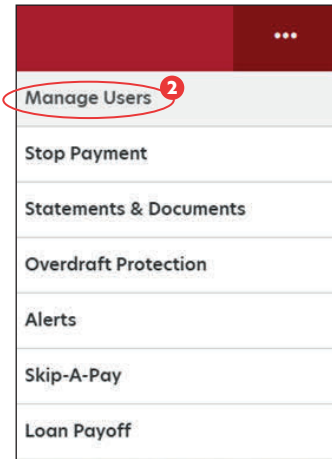 •••
Manage Users 2
Stop Payment
Statements & Documents
Overdraft Protection
Alerts
Skip-A-Pay
Loan Payoff